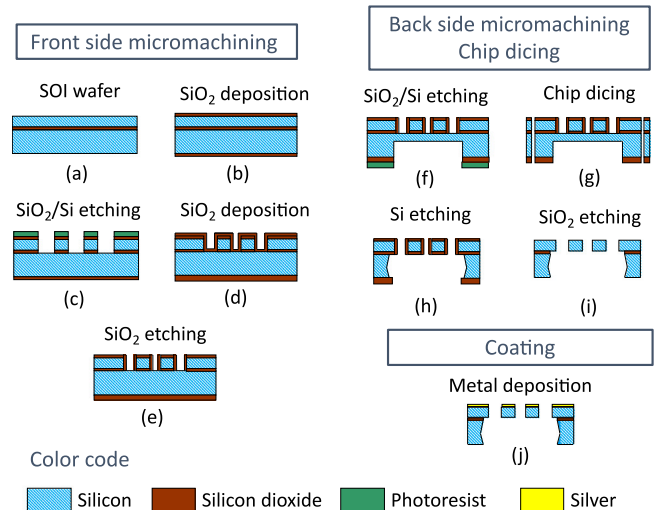 Front side micromachining
SOI wafer
SiO₂ deposition
(a)
(b)
SiO₂/Si etching
SiO₂ deposition
(c)
(d)
SiO₂ etching
(e)
Back side micromachining
Chip dicing
SiO₂/Si etching
Chip dicing
(f)
(g)
Si etching
SiO₂ etching
(h)
(i)
Coating
Metal deposition
(j)
Color code
Silicon
Silicon dioxide
Photoresist
Silver